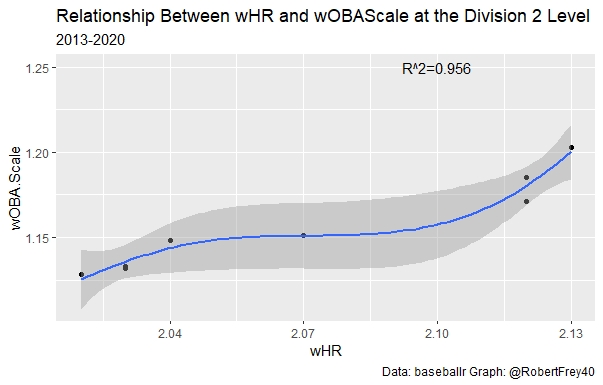 Relationship Between wHR and wOBAScale at the Division 2 Level
2013-2020
R^2=0.956
1.25
1.20
1.15
wOBA Scale
2.04
2.07
2.10
2.13
wHR
Data: baseballr Graph: @RobertFrey40